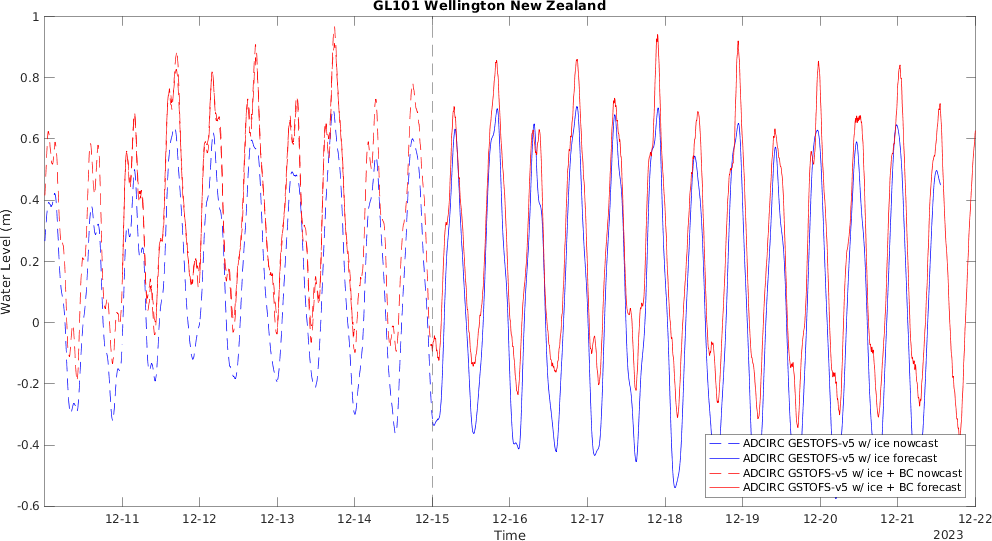 GL101 Wellington New Zealand
1
0.8
0.6
0.4
0.2
0
-0.2
-0.4
-0.6
Water Level (m)
ADCIRC GESTOFS-v5 w/ ice nowcast
ADCIRC GESTOFS-v5 w/ ice forecast
ADCIRC GSTOFS-v5 w/ ice + BC nowcast
ADCIRC GSTOFS-v5 w/ ice + BC forecast
12-11 12-12 12-13 12-14 12-15 12-16 12-17 12-18 12-19 12-20 12-21 12-22
Time
2023